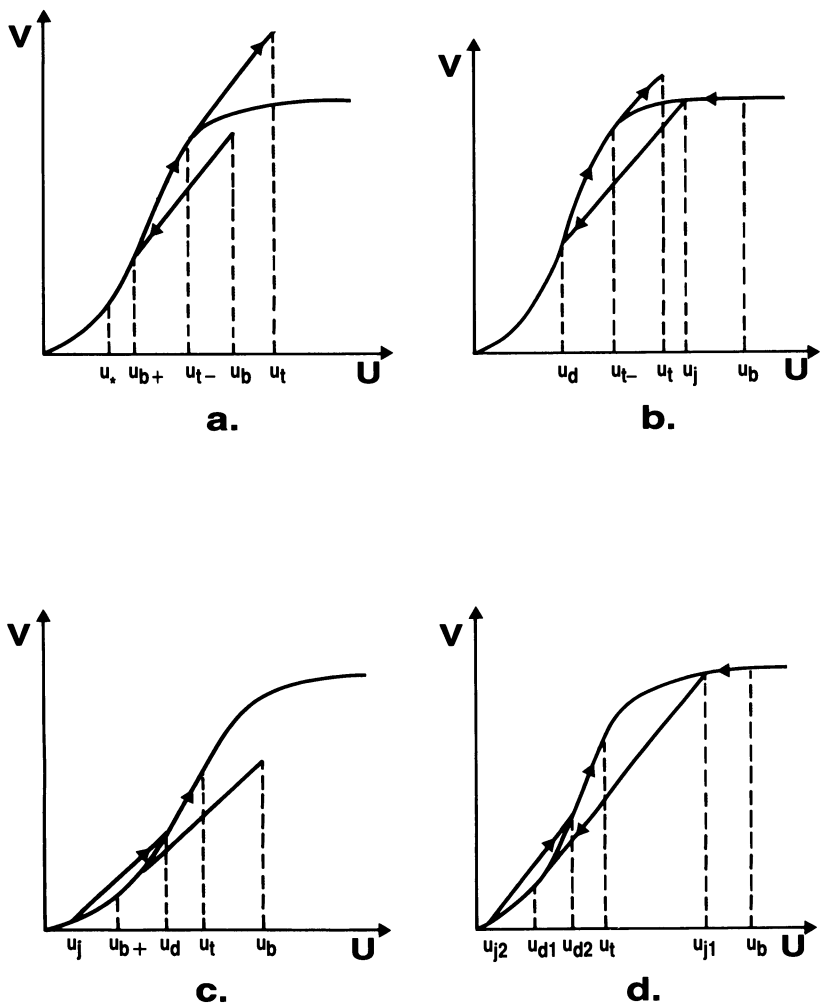 V
u* ub+ ut− ub ut U
a.
V
ud ut− ut uj ub U
b.
V
uj ub+ ud ut ub U
c.
V
uj2 ud1 ud2 ut uj1 ub U
d.